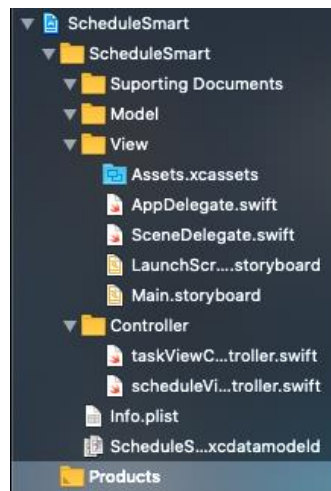 ScheduleSmart
ScheduleSmart
Suporting Documents
Model
View
Assets.xcassets
AppDelegate.swift
SceneDelegate.swift
LaunchScr....storyboard
Main.storyboard
Controller
taskViewC...troller.swift
scheduleVi...troller.swift
Info.plist
ScheduleS...xcdatamodeld
Products